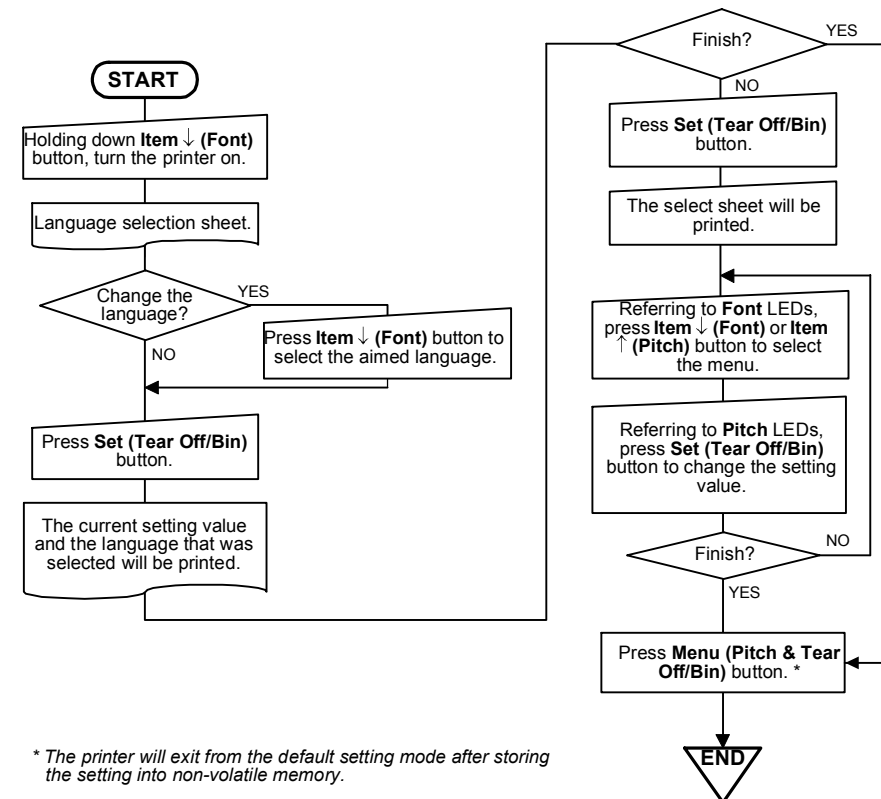 START
Holding down Item ↓ (Font)
button, turn the printer on.
Language selection sheet.
Change the
language?
YES
Press Item ↓ (Font) button to
select the aimed language.
NO
Press Set (Tear Off/Bin)
button.
The current setting value
and the language that was
selected will be printed.
Finish?
YES
NO
Press Set (Tear Off/Bin)
button.
The select sheet will be
printed.
Referring to Font LEDs,
press Item ↓ (Font) or Item
↑ (Pitch) button to select
the menu.
Referring to Pitch LEDs,
press Set (Tear Off/Bin)
button to change the setting
value.
Finish?
NO
YES
Press Menu (Pitch & Tear
Off/Bin) button. *
END
* The printer will exit from the default setting mode after storing
the setting into non-volatile memory.